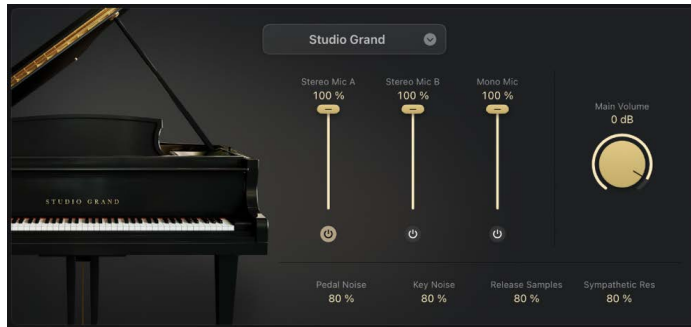 Studio Grand
Stereo Mic A
100 %
Stereo Mic B
100 %
Mono Mic
100 %
Main Volume
0 dB
STUDIO GRAND
Pedal Noise
80 %
Key Noise
80 %
Release Samples
80 %
Sympathetic Res
80 %